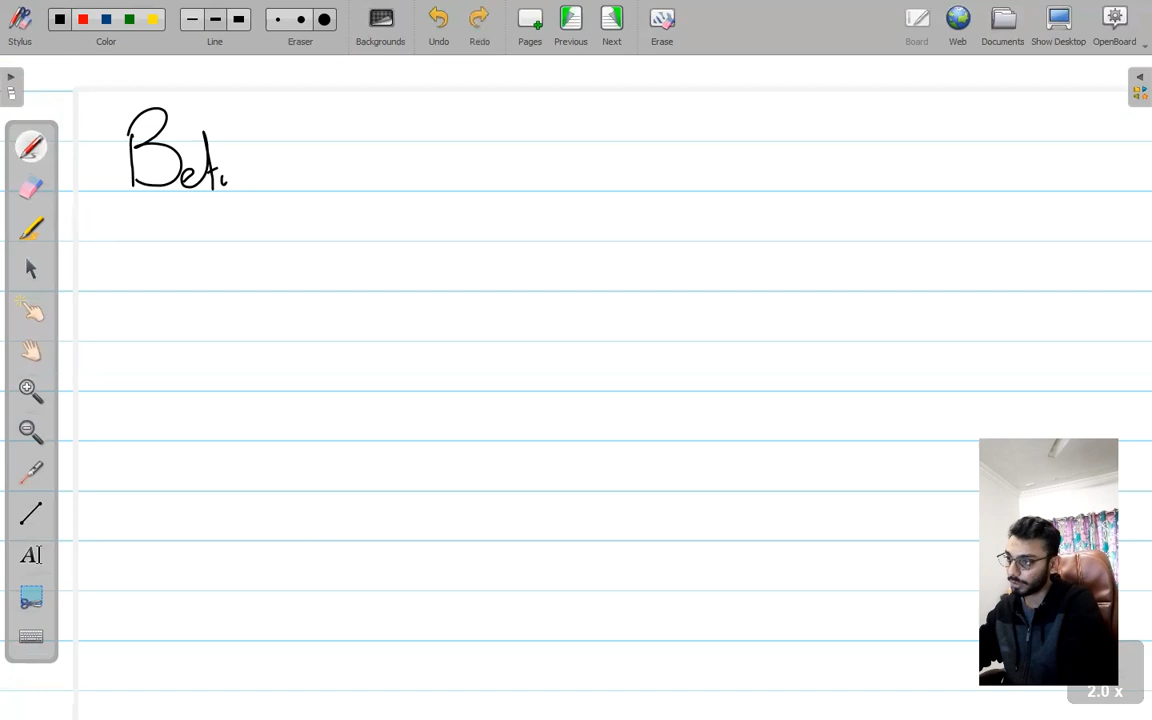 Stylus
Color
Line
Eraser
Backgrounds
Undo
Redo
Pages
Previous
Next
Erase
Board
Web
Documents
Show Desktop
OpenBoard
Bet
AI
2.0 x